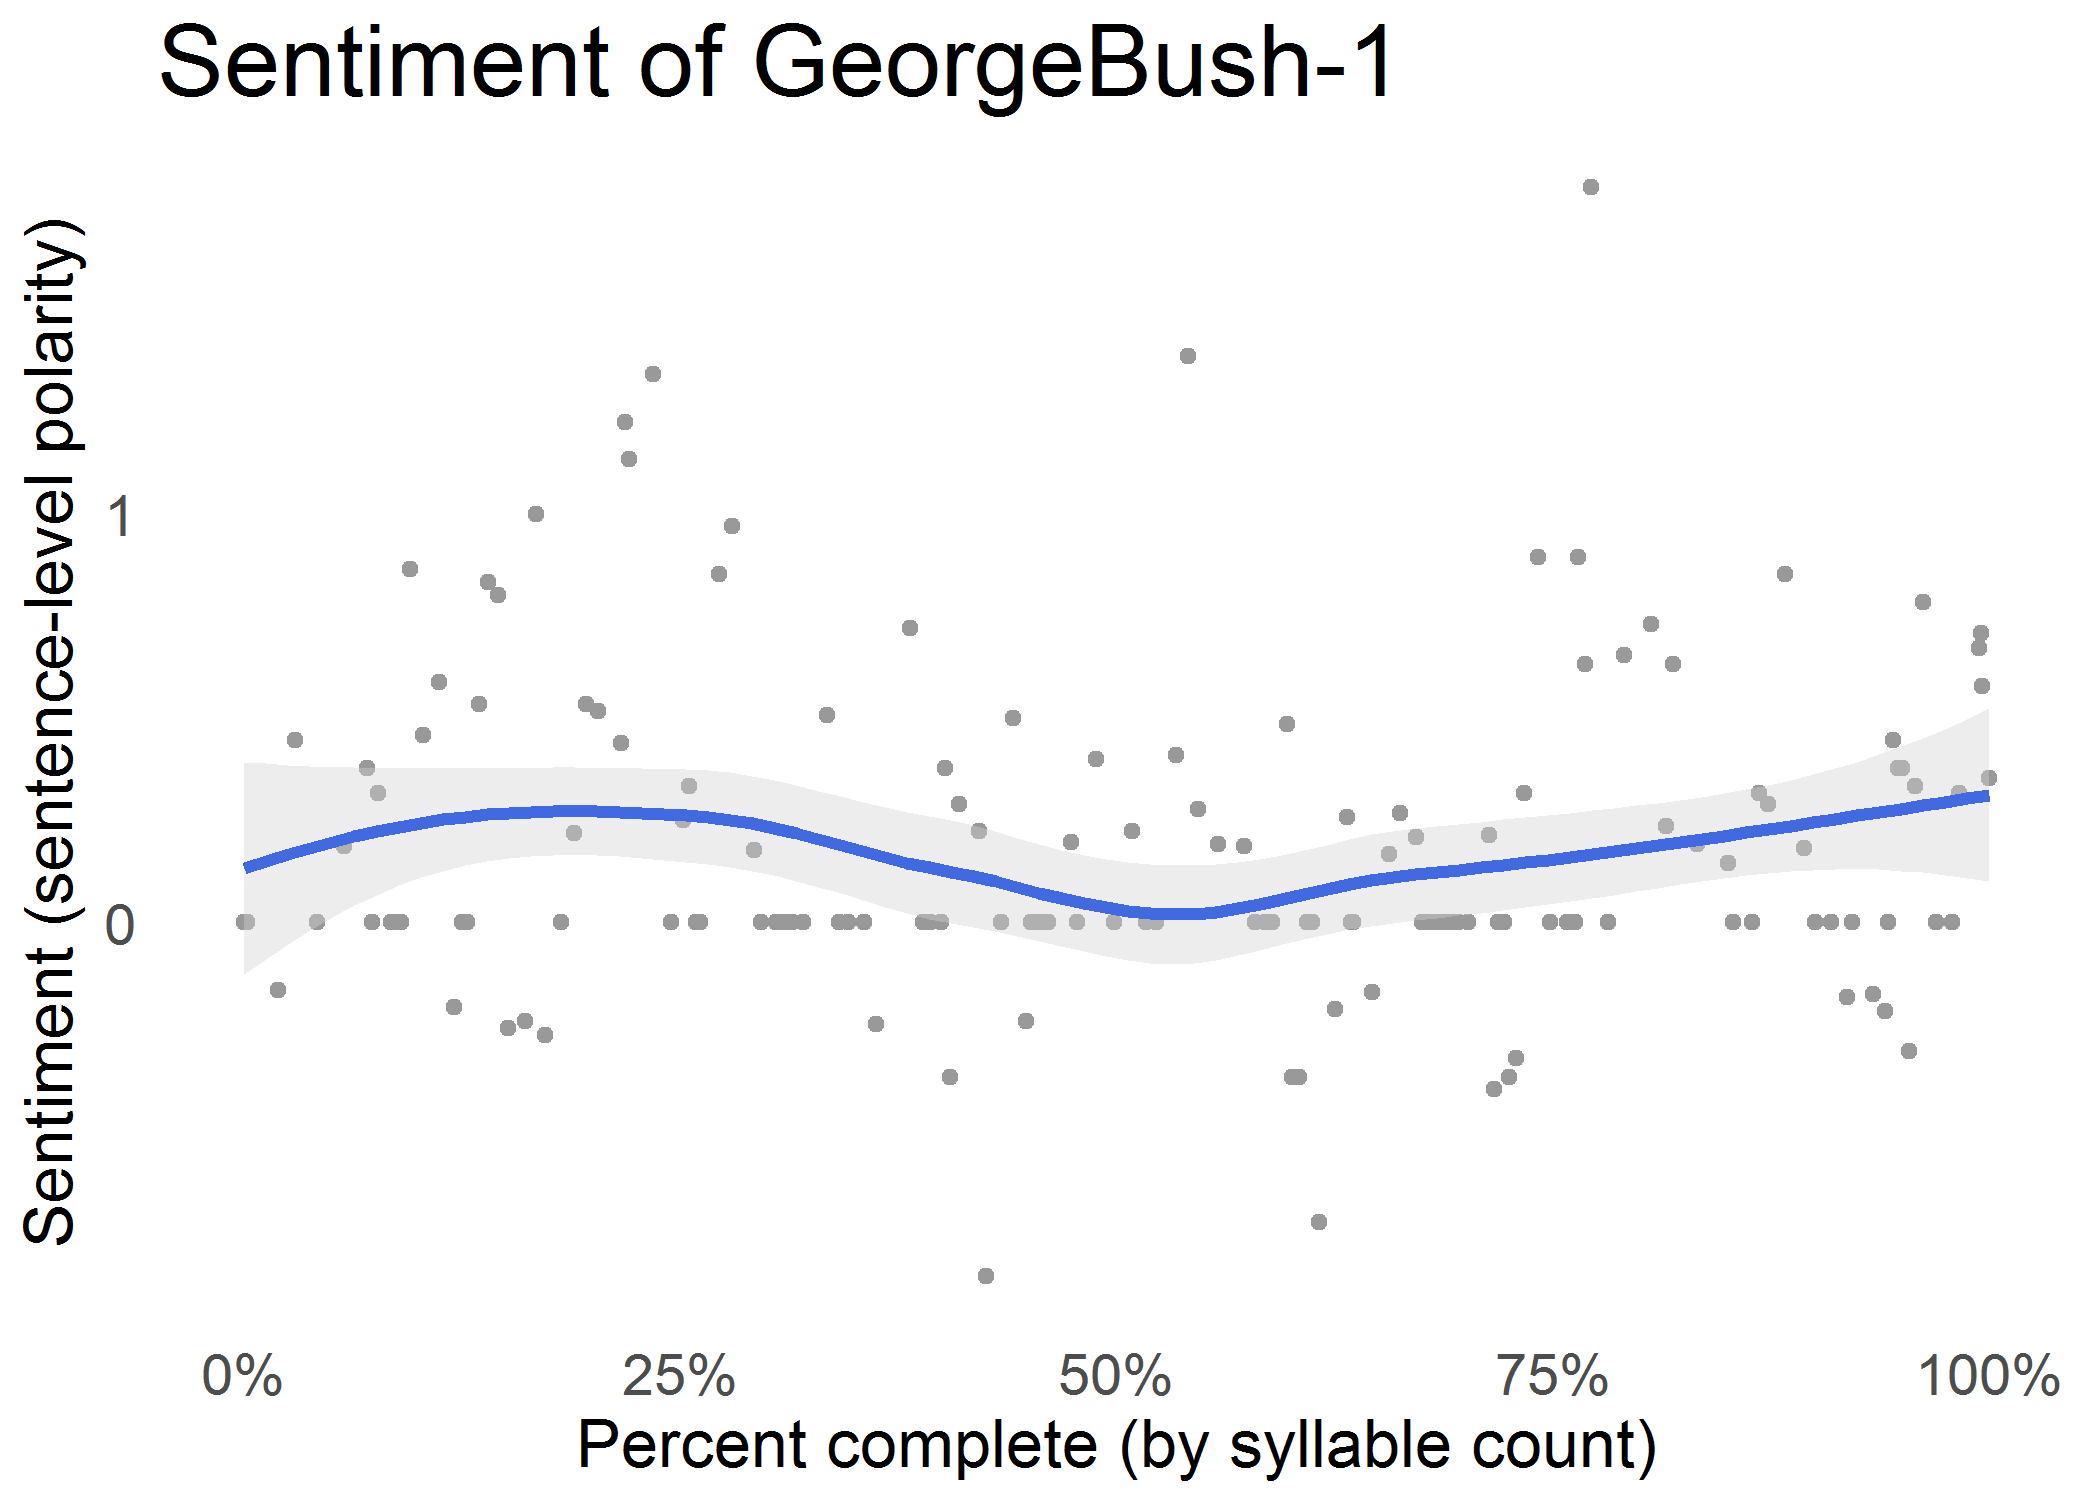 Sentiment of GeorgeBush-1
Sentiment (sentence-level polarity)
1
0
0%
25%
50%
75%
100%
Percent complete (by syllable count)